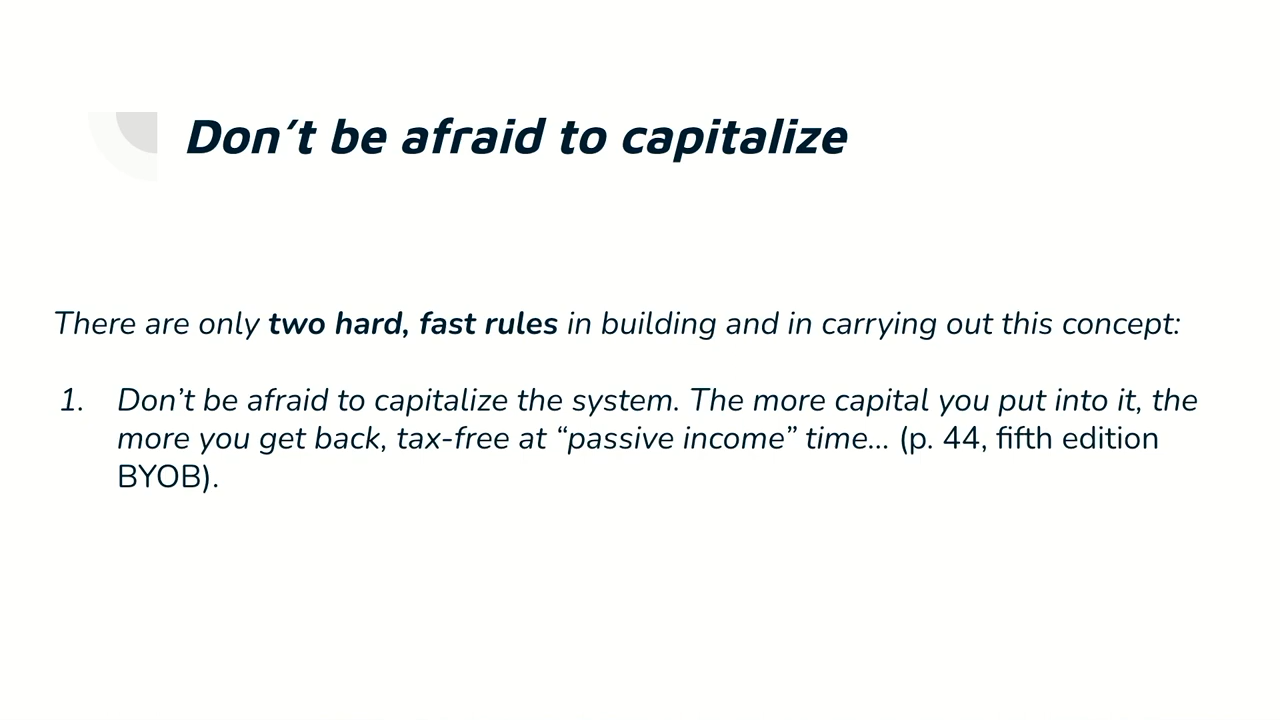 Don't be afraid to capitalize
There are only two hard, fast rules in building and in carrying out this concept:
1. Don't be afraid to capitalize the system. The more capital you put into it, the
more you get back, tax-free at “passive income” time... (p. 44, fifth edition
BYOB).